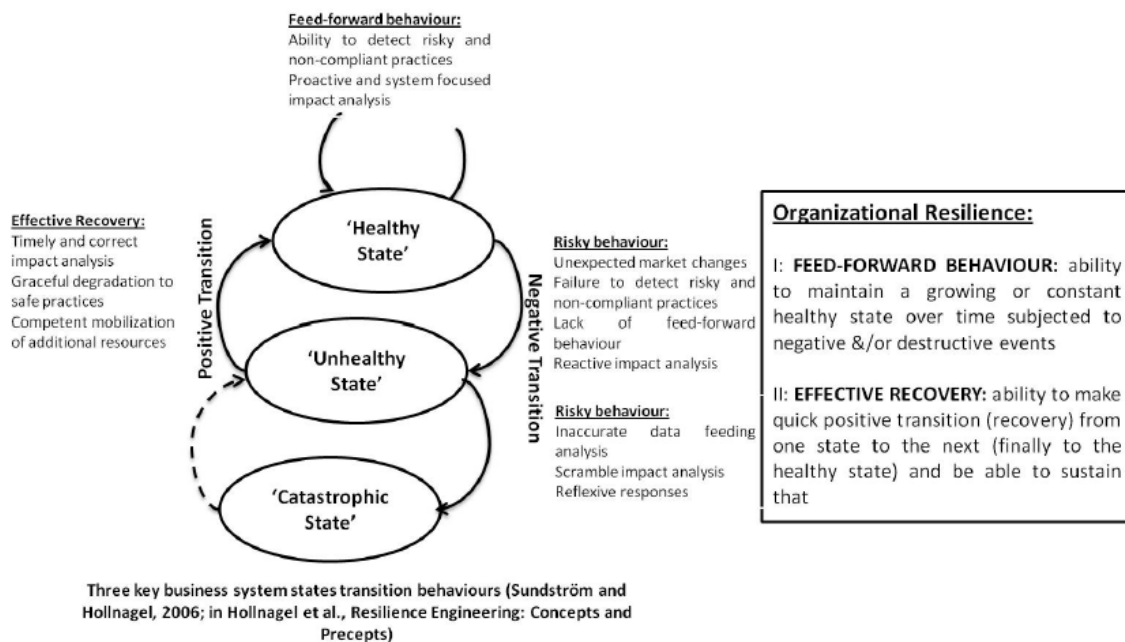 Feed-forward behaviour:
Ability to detect risky and
non-compliant practices
Proactive and system focused
impact analysis
Effective Recovery:
Timely and correct
impact analysis
Graceful degradation to
safe practices
Competent mobilization
of additional resources
Positive Transition
‘Healthy
State’
‘Unhealthy
State’
‘Catastrophic
State’
Negative Transition
Risky behaviour:
Unexpected market changes
Failure to detect risky and
non-compliant practices
Lack of feed-forward
behaviour
Reactive impact analysis
Risky behaviour:
Inaccurate data feeding
analysis
Scramble impact analysis
Reflexive responses
Organizational Resilience:
I: FEED-FORWARD BEHAVIOUR: ability
to maintain a growing or constant
healthy state over time subjected to
negative &/or destructive events
II: EFFECTIVE RECOVERY: ability to make
quick positive transition (recovery) from
one state to the next (finally to the
healthy state) and be able to sustain
that
Three key business system states transition behaviours (Sundström and
Hollnagel, 2006; in Hollnagel et al., Resilience Engineering: Concepts and
Precepts)